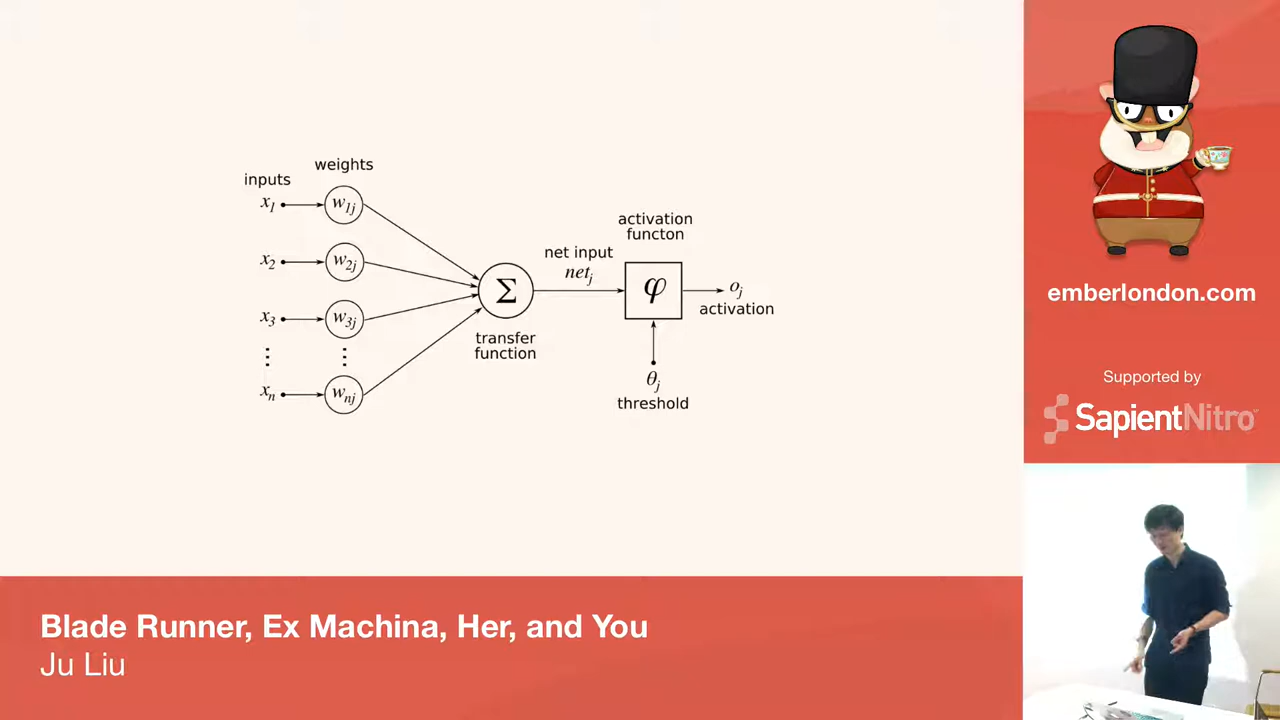 weights
inputs
x1
w1j
x2
w2j
x3
w3j
xn
wnj
Σ
transfer
function
net input
netj
activation
functon
φ
oj
activation
θj
threshold
emberlondon.com
Supported by
SapientNitro
Blade Runner, Ex Machina, Her, and You
Ju Liu